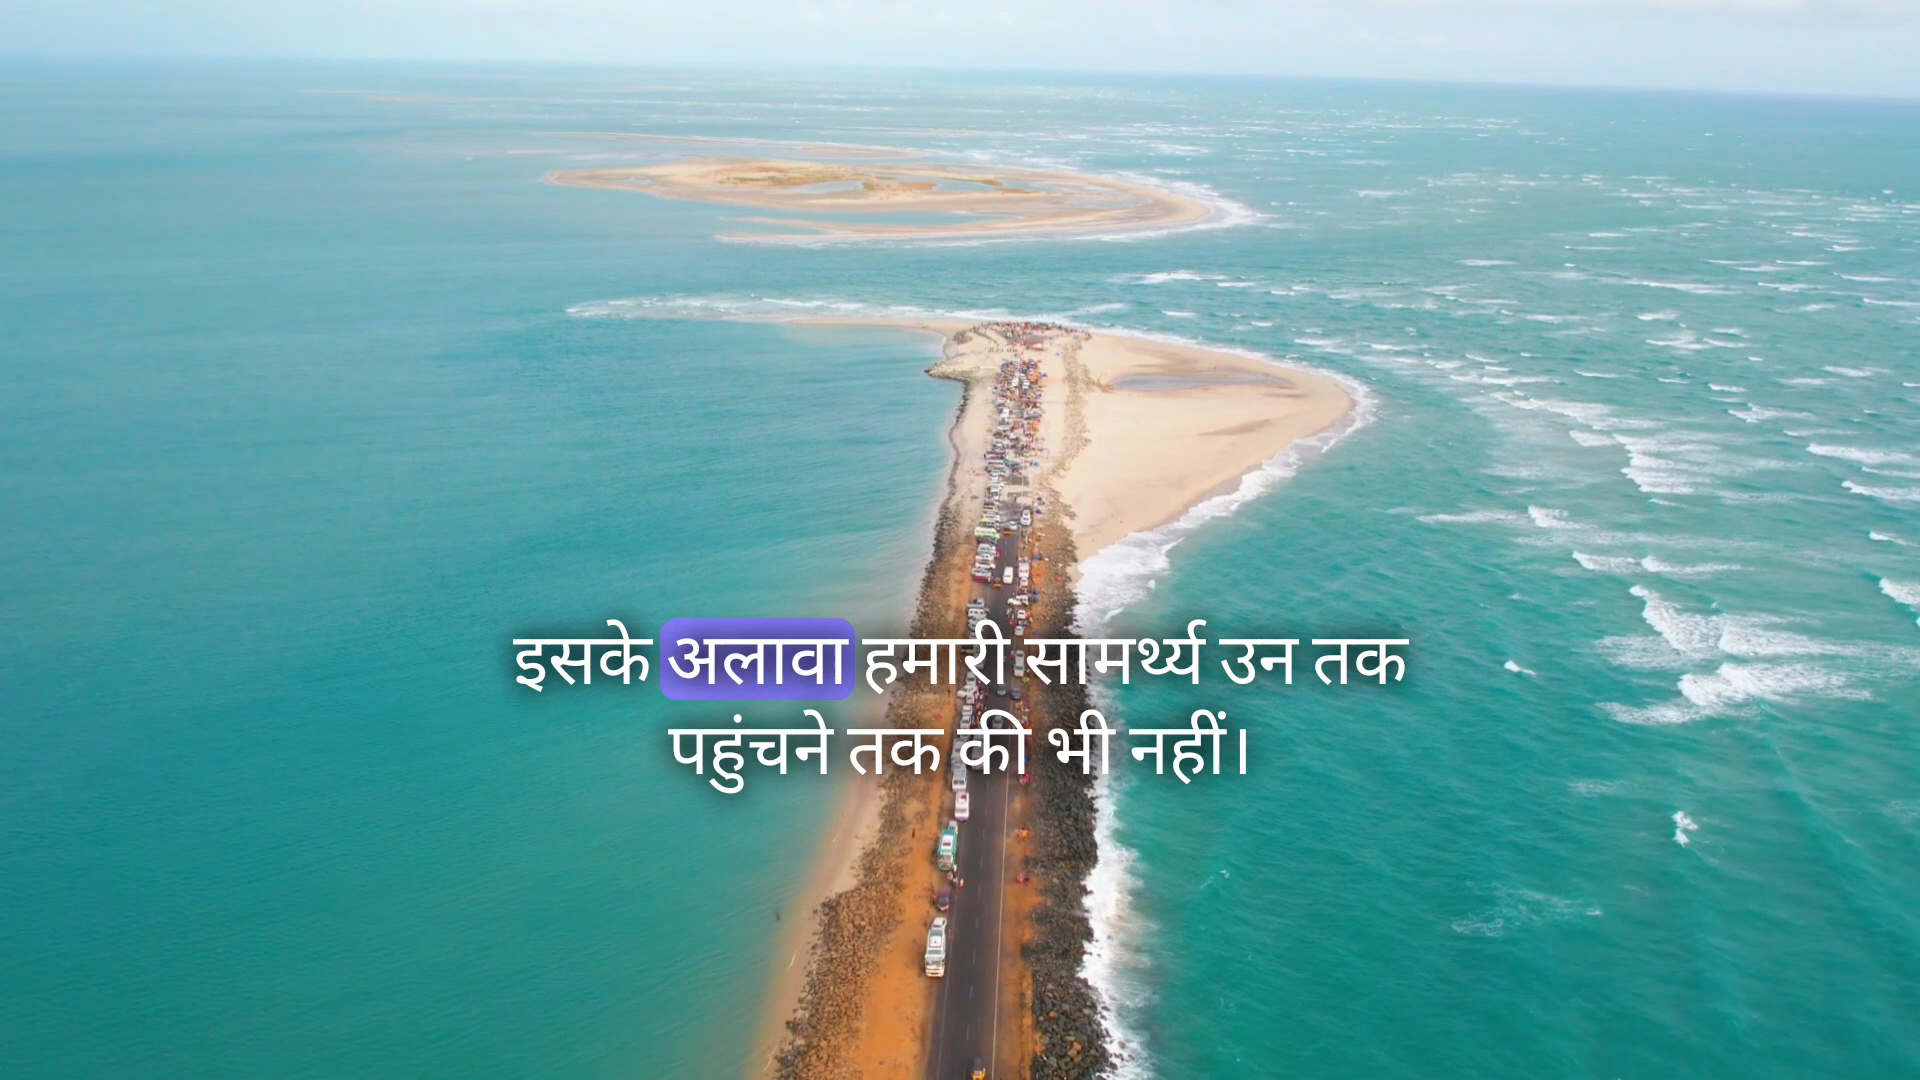 इसके अलावा हमारी सामर्थ्य उन तक
पहुंचने तक की भी नहीं।